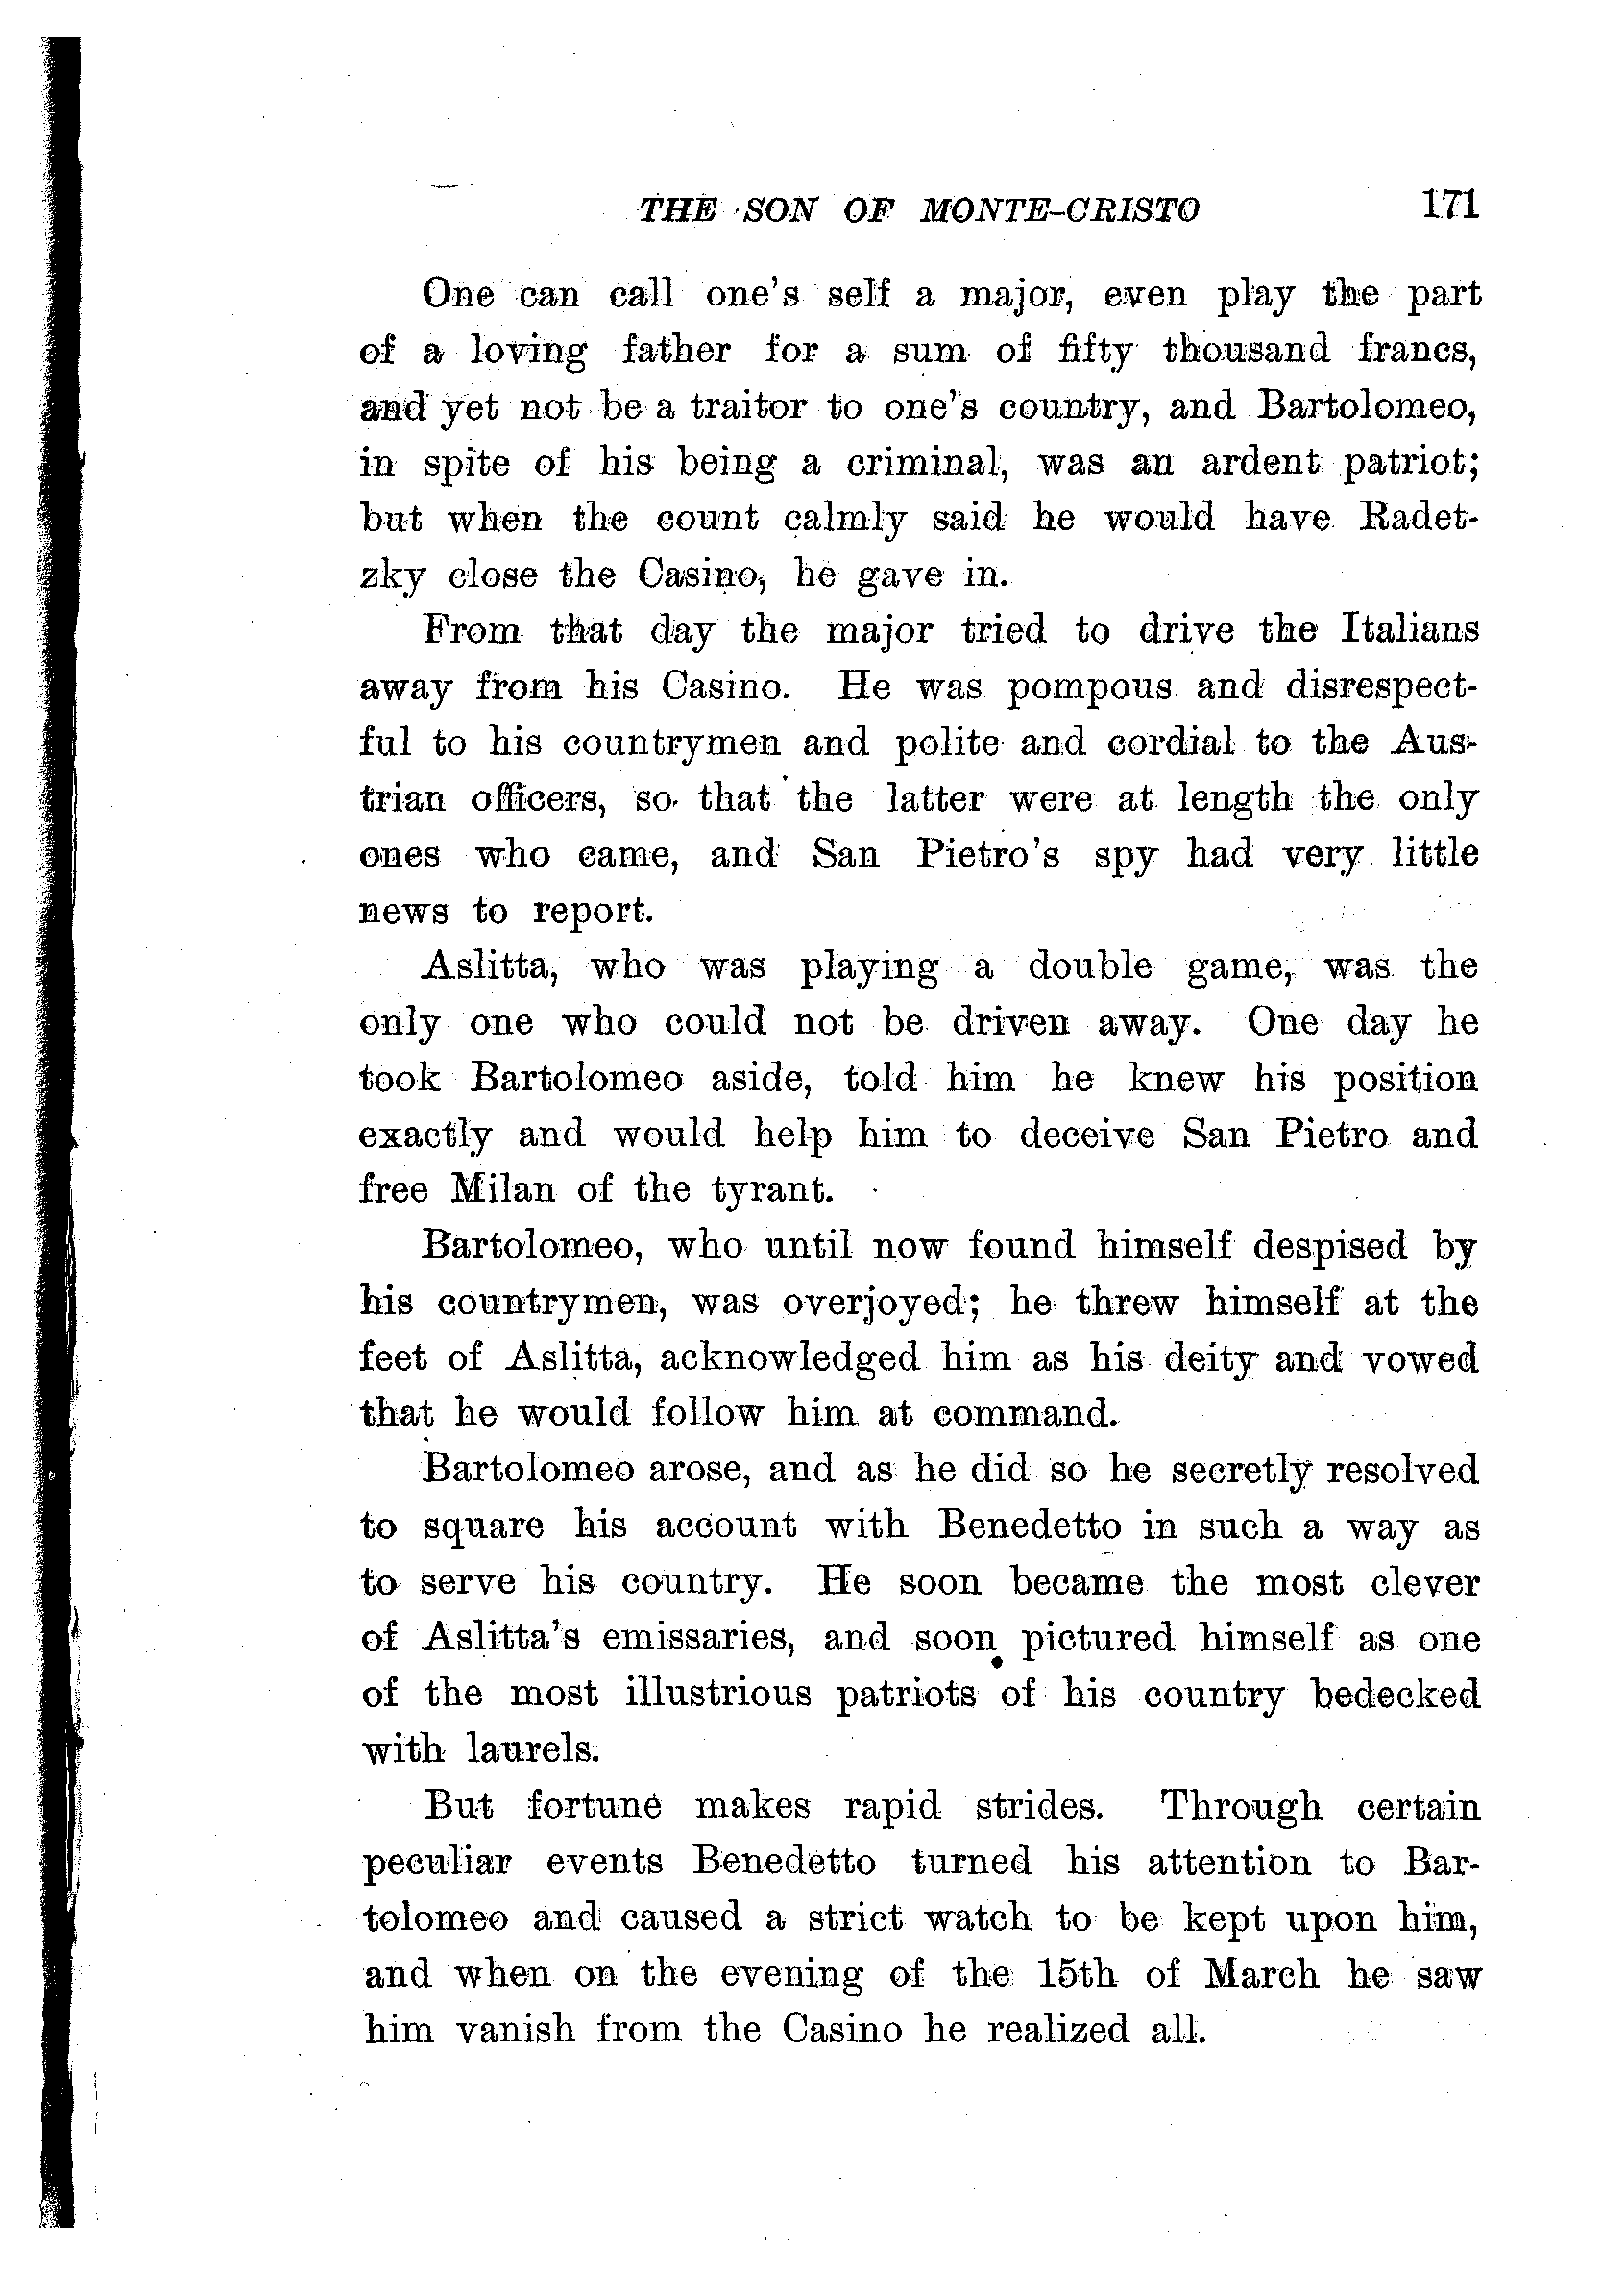 THE SON OF MONTE-CRISTO 171
One can call one's self a major, even play the part
of a loving father for a sum of fifty thousand francs,
and yet not be a traitor to one's country, and Bartolomeo,
in spite of his being a criminal, was an ardent patriot;
but when the count calmly said he would have Radet-
zky close the Casino, he gave in.
From that day the major tried to drive the Italians
away from his Casino. He was pompous and disrespect-
ful to his countrymen and polite and cordial to the Aus-
trian officers, so that the latter were at length the only
ones who came, and San Pietro's spy had very little
news to report.
Aslitta, who was playing a double game, was the
only one who could not be driven away. One day he
took Bartolomeo aside, told him he knew his position
exactly and would help him to deceive San Pietro and
free Milan of the tyrant.
Bartolomeo, who until now found himself despised by
his countrymen, was overjoyed; he threw himself at the
feet of Aslitta, acknowledged him as his deity and vowed
that he would follow him at command.
Bartolomeo arose, and as he did so he secretly resolved
to square his account with Benedetto in such a way as
to serve his country. He soon became the most clever
of Aslitta's emissaries, and soon pictured himself as one
of the most illustrious patriots of his country bedecked
with laurels.
But fortune makes rapid strides. Through certain
peculiar events Benedetto turned his attention to Bar-
tolomeo and caused a strict watch to be kept upon him,
and when on the evening of the 15th of March he saw
him vanish from the Casino he realized all.